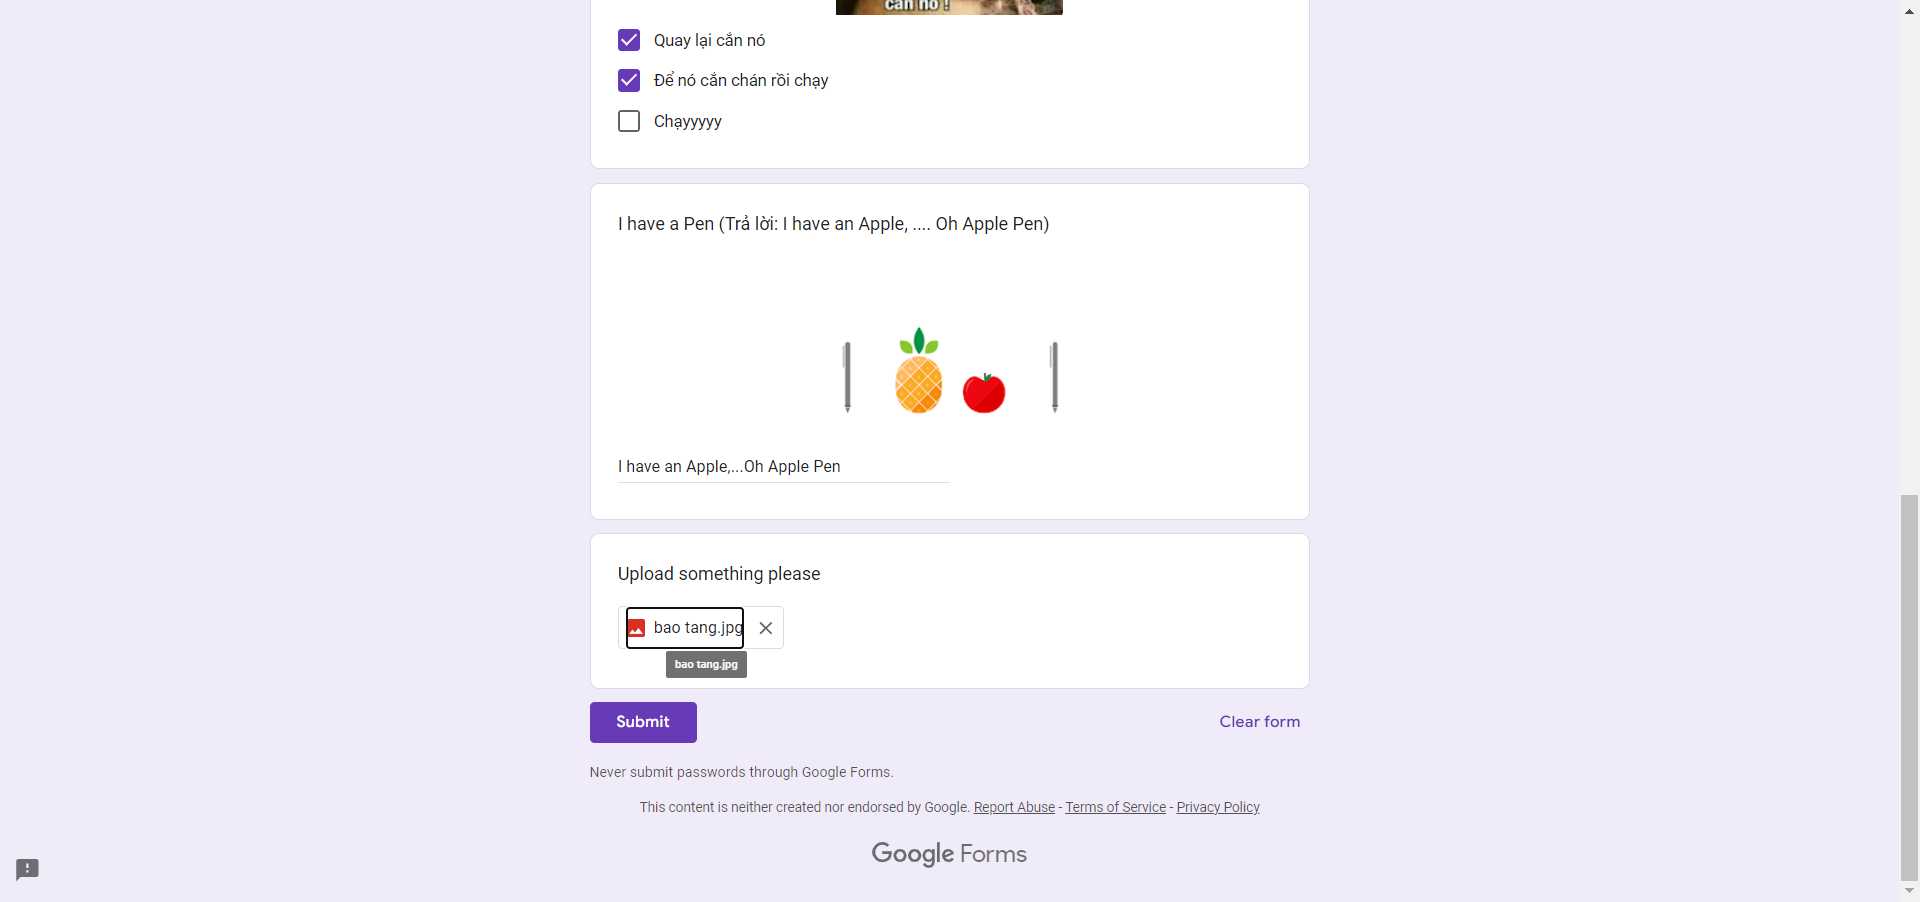 cắn nó !
Quay lại cắn nó
Để nó cắn chán rồi chạy
Chạyyyyy
I have a Pen (Trả lời: I have an Apple, .... Oh Apple Pen)
I have an Apple,...Oh Apple Pen
Upload something please
bao tang.jpg
bao tang.jpg
Submit
Clear form
Never submit passwords through Google Forms.
This content is neither created nor endorsed by Google. Report Abuse - Terms of Service - Privacy Policy
Google Forms